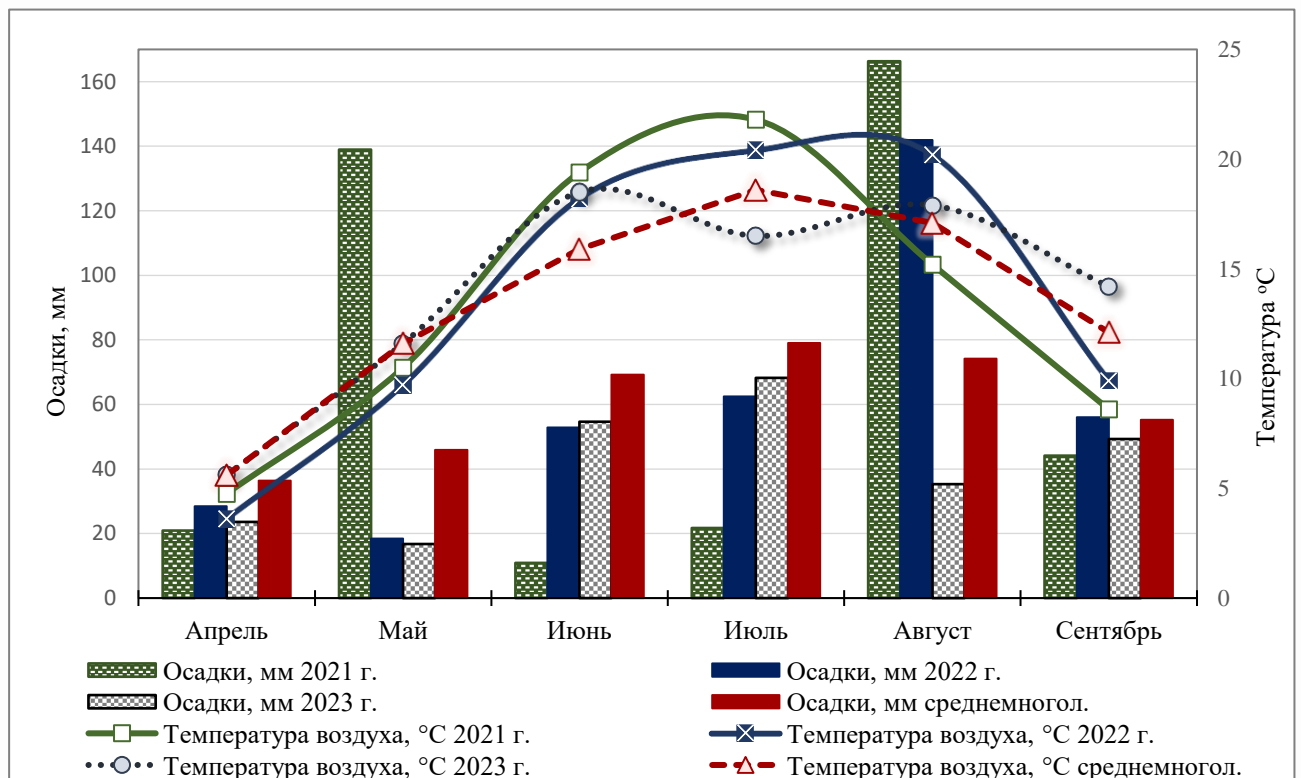 Осадки, мм
160
140
120
100
80
60
40
20
0
25
20
15
10
5
0
Температура °С
Апрель Май Июнь Июль Август Сентябрь
Осадки, мм 2021 г. Осадки, мм 2022 г.
Осадки, мм 2023 г. Осадки, мм среднемногол.
Температура воздуха, °С 2021 г. Температура воздуха, °С 2022 г.
Температура воздуха, °С 2023 г. Температура воздуха, °С среднемногол.